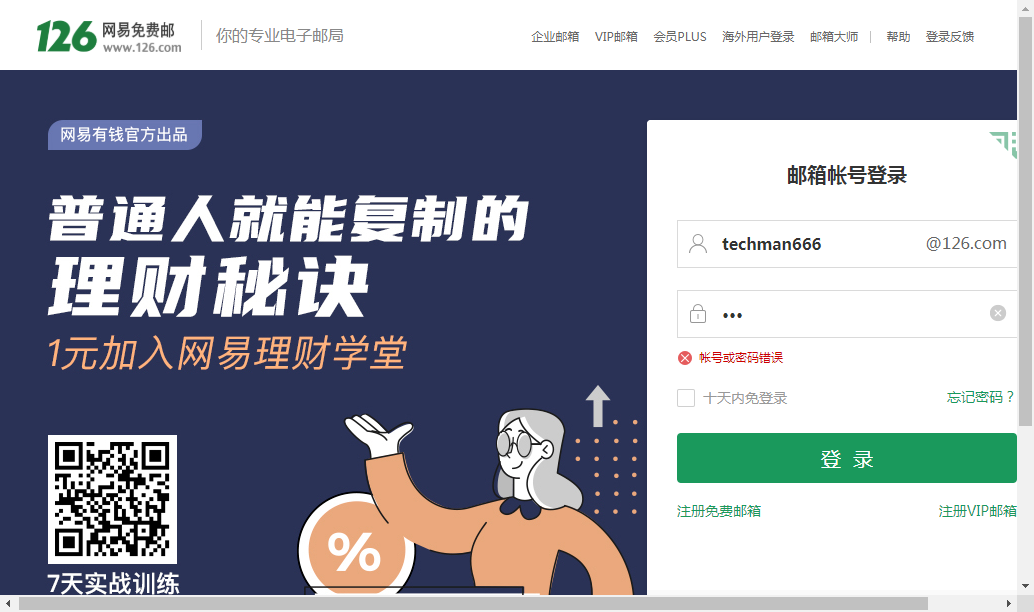 126 网易免费邮
www.126.com
你的专业电子邮局
企业邮箱 VIP邮箱 会员PLUS 海外用户登录 邮箱大师 | 帮助 登录反馈
网易有钱官方出品
普通人就能复制的
理财秘诀
1元加入网易理财学堂
7天实战训练
%
邮箱帐号登录
techman666 @126.com
•••
帐号或密码错误
十天内免登录 忘记密码？
登 录
注册免费邮箱 注册VIP邮箱